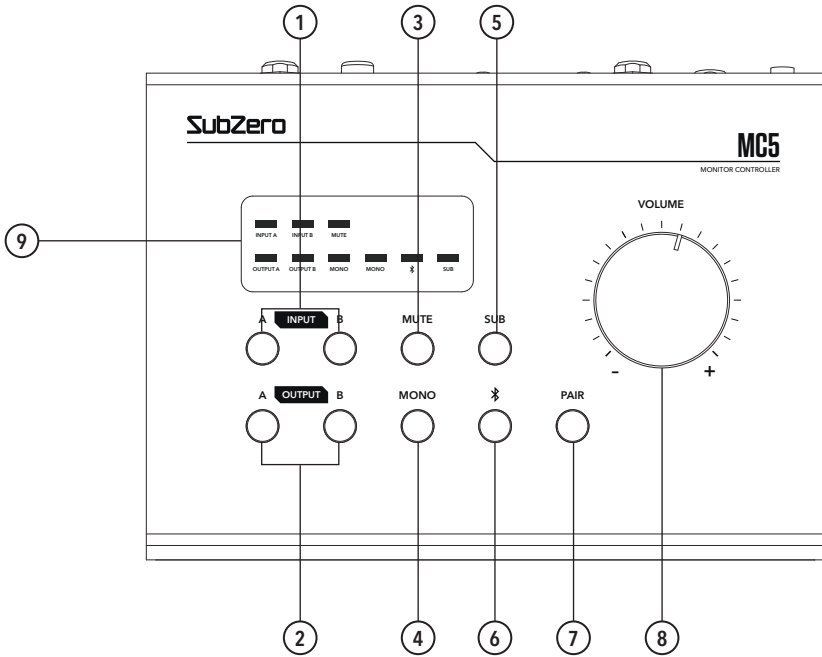 1 3 5
SubZero
MC5
MONITOR CONTROLLER
VOLUME
9
INPUT A INPUT B MUTE
OUTPUT A OUTPUT B MONO MONO SUB
A INPUT B MUTE SUB
- +
A OUTPUT B MONO PAIR
2 4 6 7 8